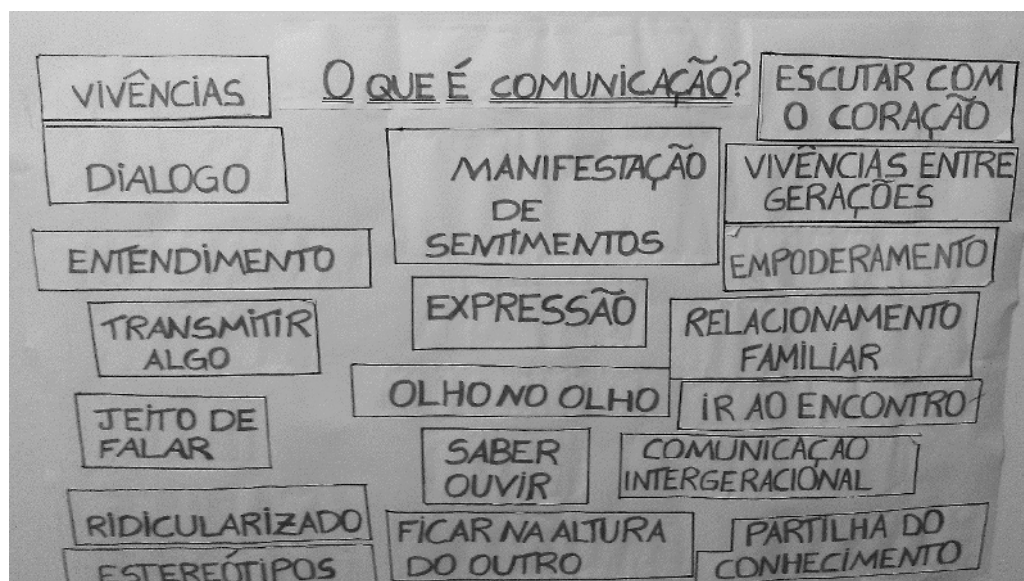 O QUE É COMUNICAÇÃO?
VIVÊNCIAS
DIALOGO
ENTENDIMENTO
TRANSMITIR
ALGO
JEITO DE
FALAR
RIDICULARIZADO
ESTEREÓTIPOS
MANIFESTAÇÃO
DE
SENTIMENTOS
EXPRESSÃO
OLHO NO OLHO
SABER
OUVIR
FICAR NA ALTURA
DO OUTRO
ESCUTAR COM
O CORAÇÃO
VIVÊNCIAS ENTRE
GERAÇÕES
EMPODERAMENTO
RELACIONAMENTO
FAMILIAR
IR AO ENCONTRO
COMUNICAÇÃO
INTERGERACIONAL
PARTILHA DO
CONHECIMENTO